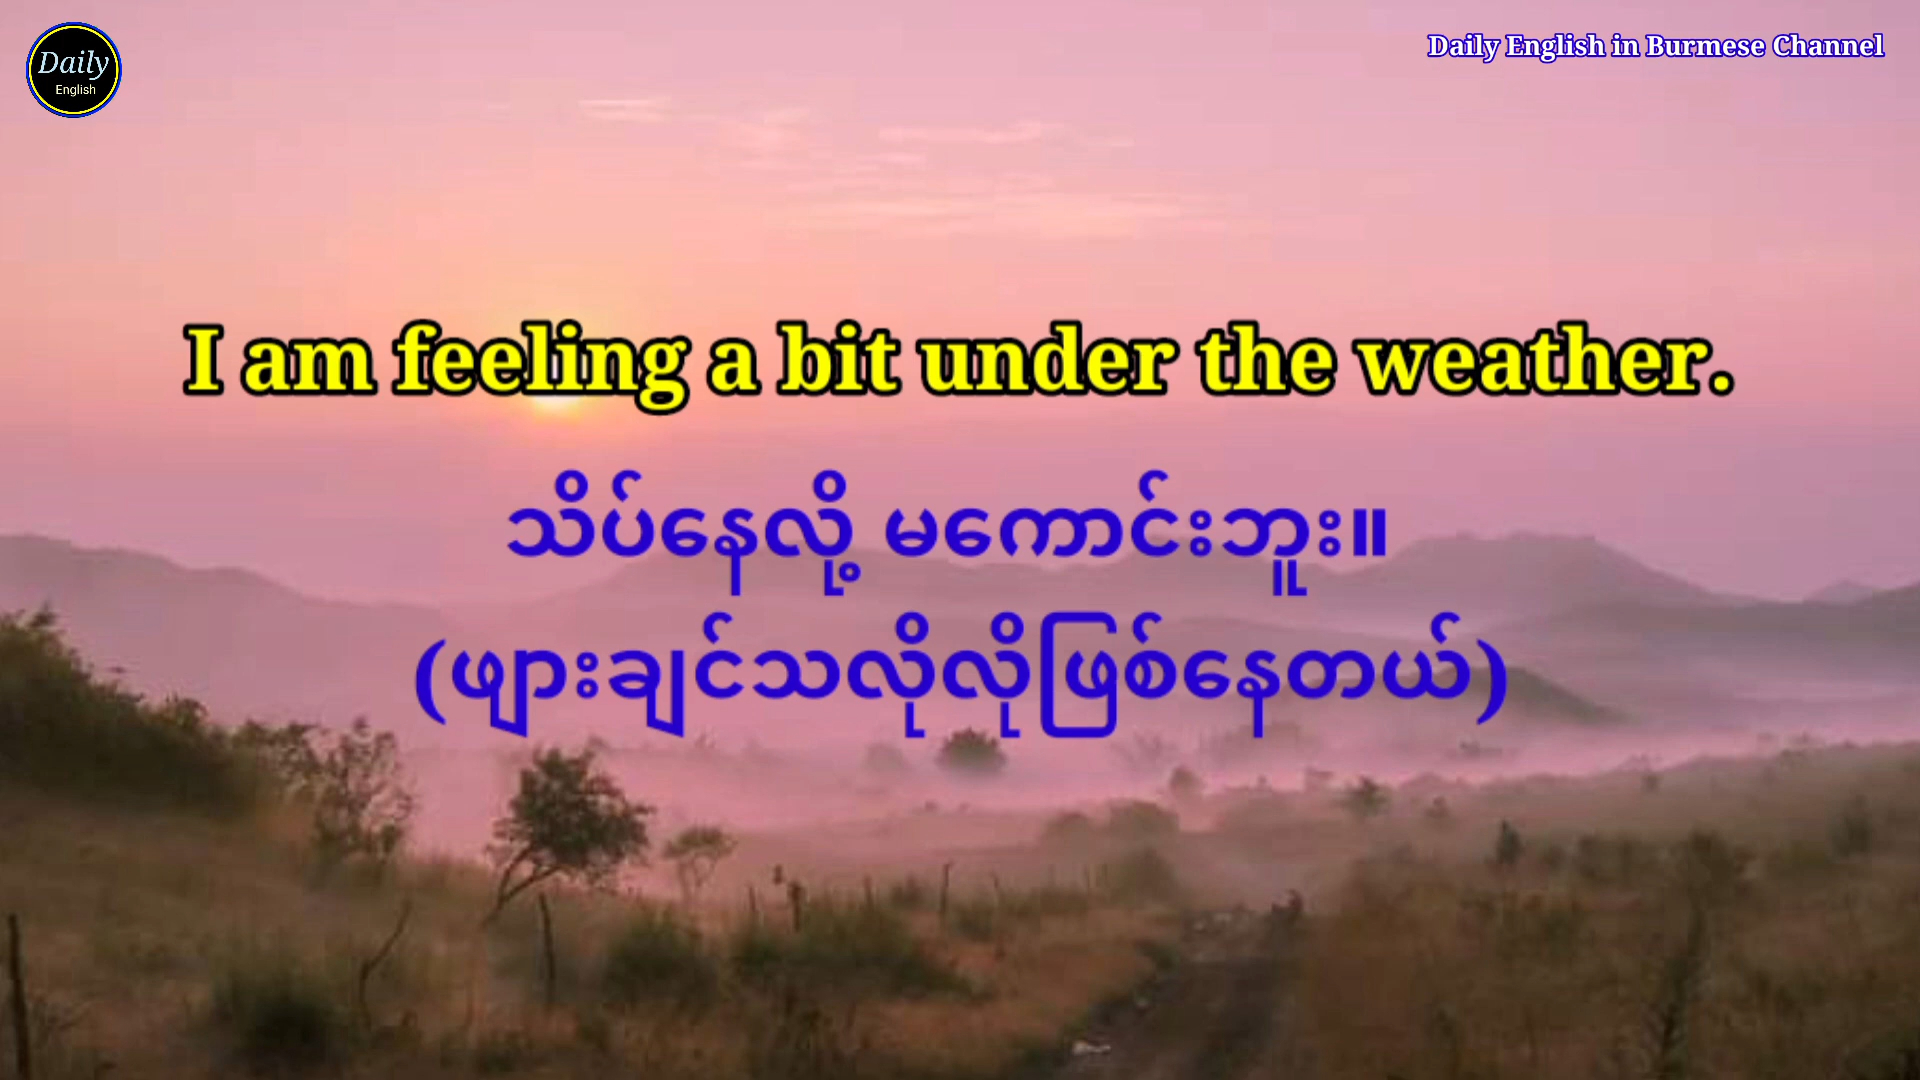 Daily
English
Daily English in Burmese Channel
I am feeling a bit under the weather.
သိပ်နေလို့ မကောင်းဘူး။
(ဖျားချင်သလိုလိုဖြစ်နေတယ်)